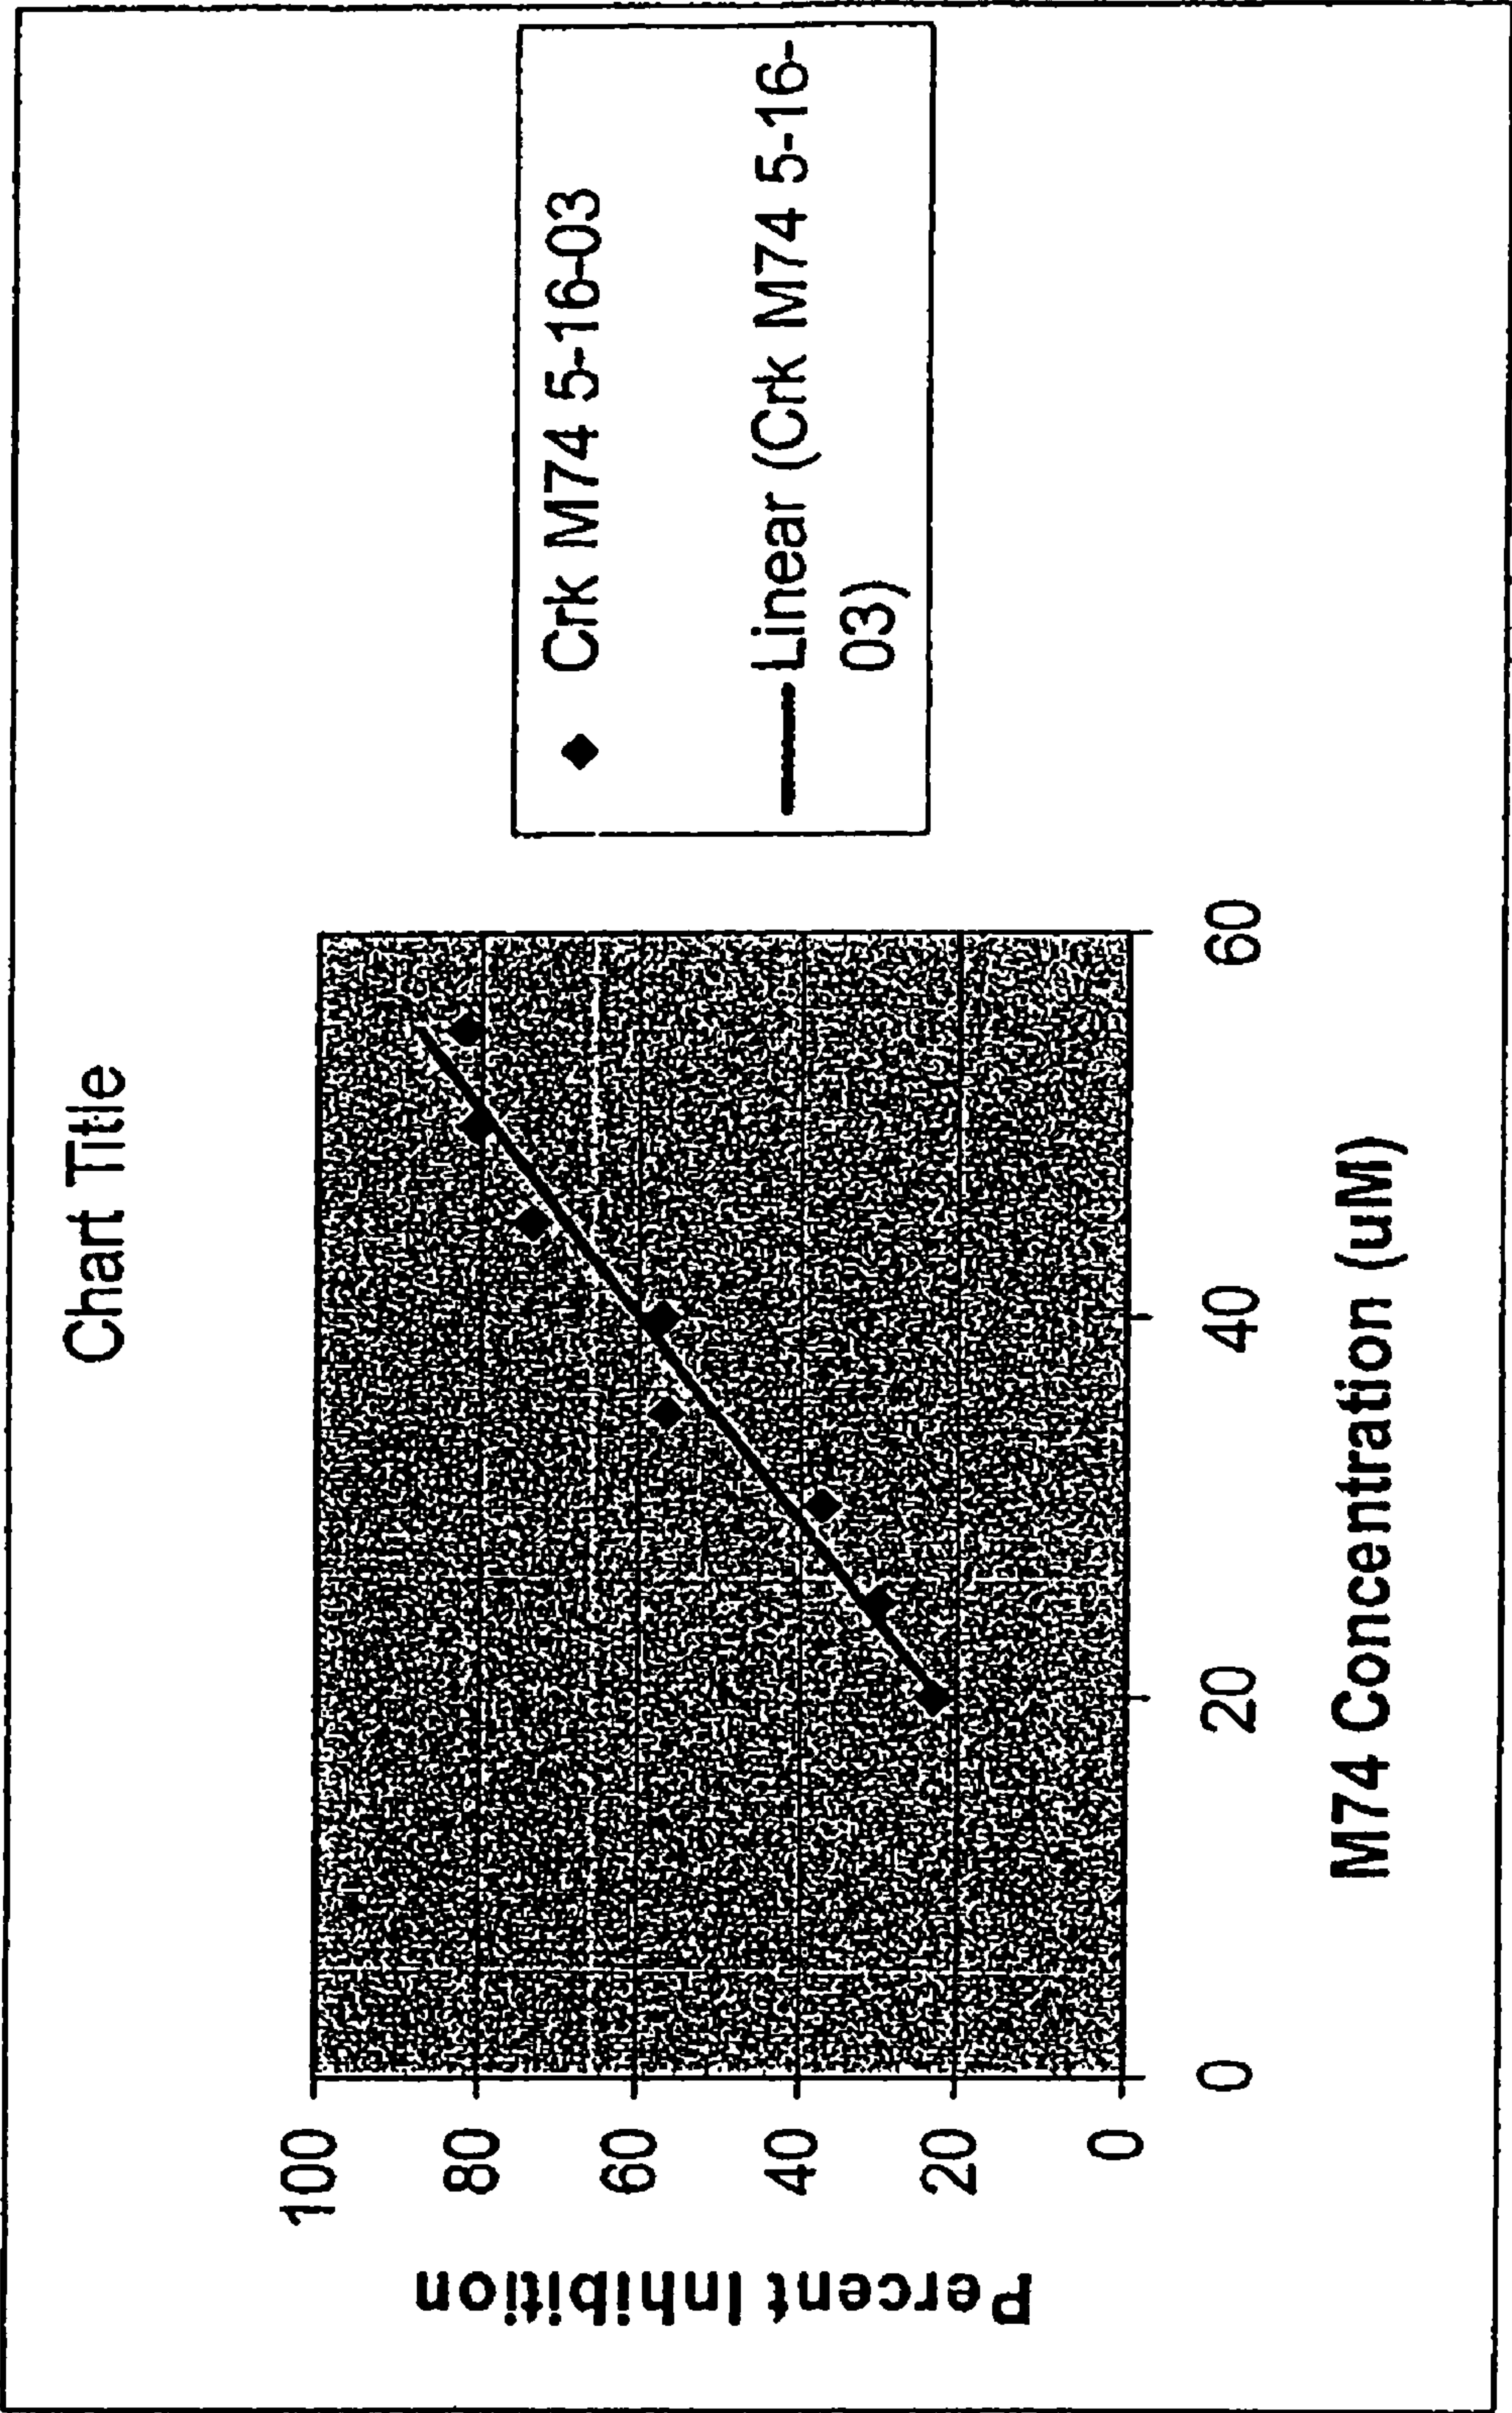 Chart Title
Percent Inhibition
100
80
60
40
20
0
0
20
40
60
M74 Concentration (uM)
Crk M74 5-16-03
Linear (Crk M74 5-16-
03)